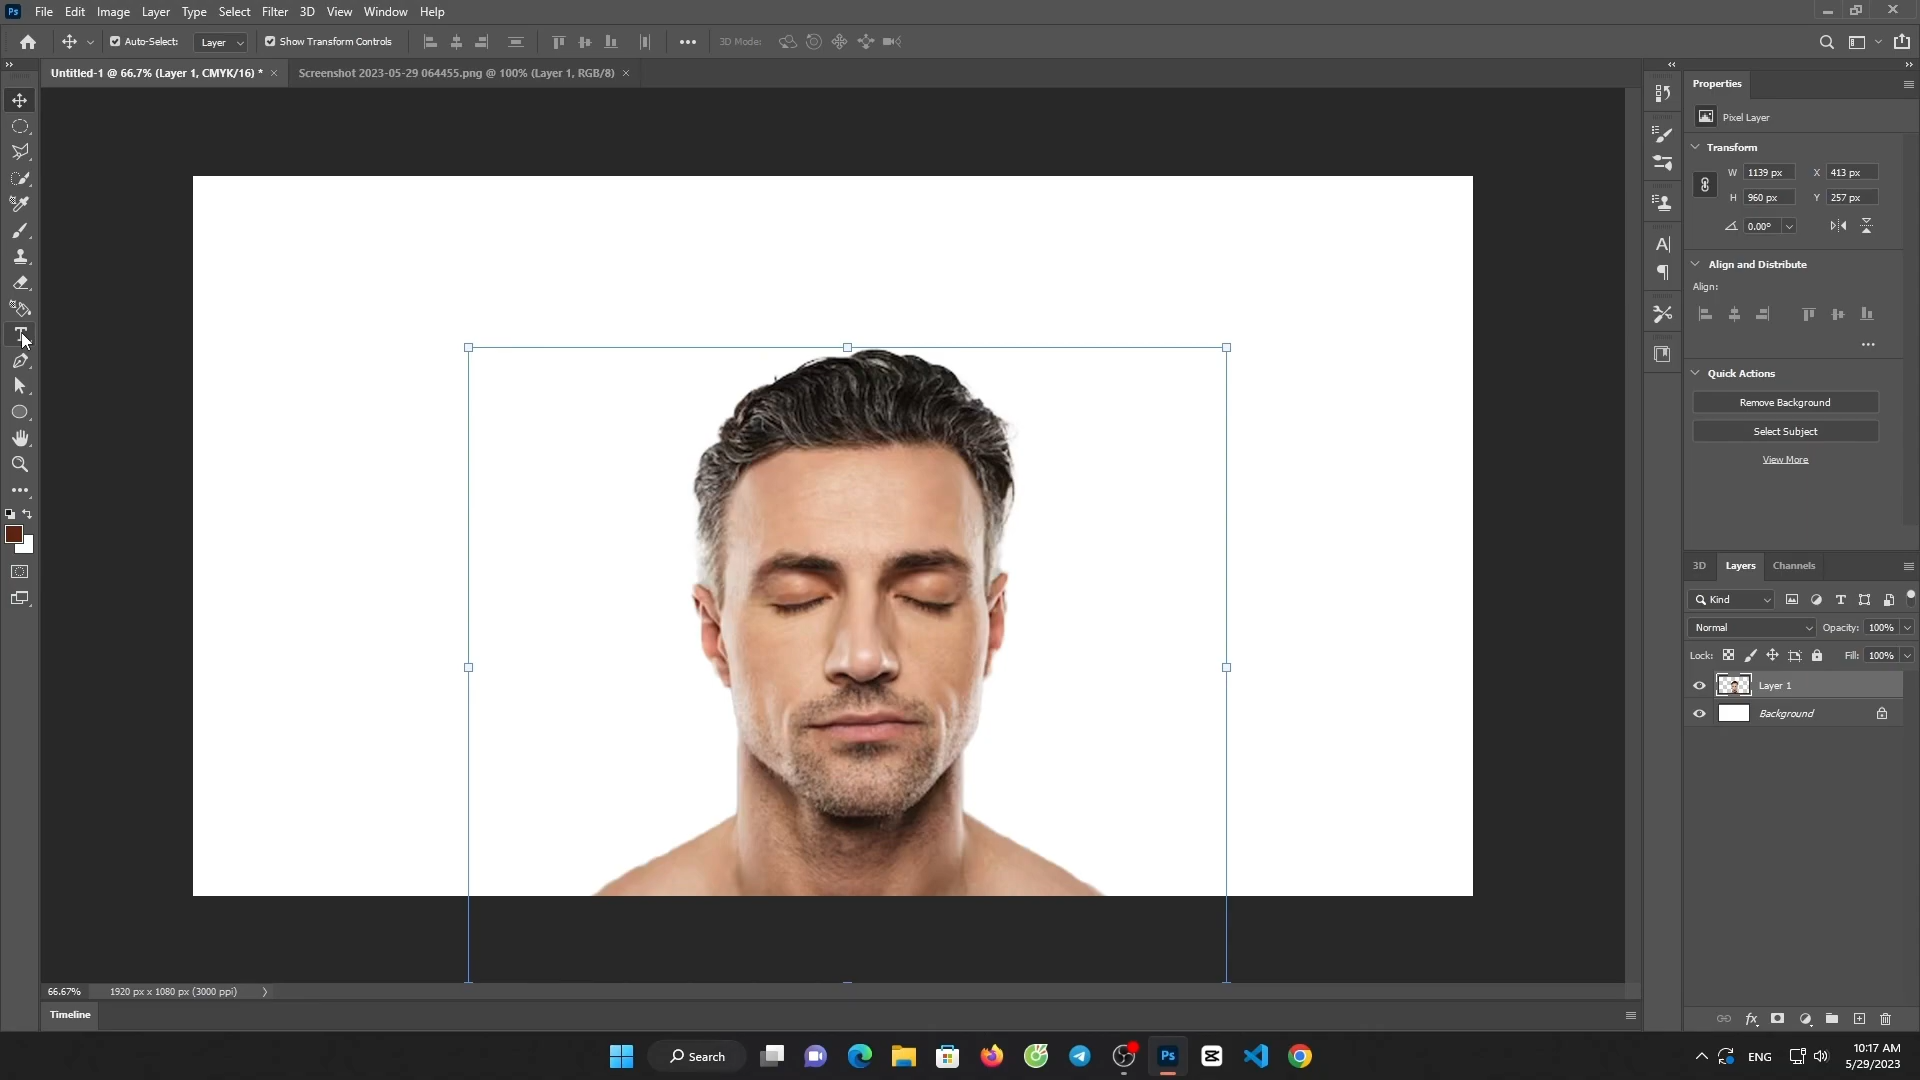 Ps File Edit Image Layer Type Select Filter 3D View Window Help
Auto-Select: Layer Show Transform Controls 3D Mode:
Untitled-1 @ 66.7% (Layer 1, CMYK/16) * × Screenshot 2023-05-29 064455.png @ 100% (Layer 1, RGB/8) ×
Properties
Pixel Layer
Transform
W 1139 px X 413 px
H 960 px Y 257 px
0.00°
Align and Distribute
Align:
Quick Actions
Remove Background
Select Subject
View More
3D Layers Channels
Kind
Normal Opacity: 100%
Lock: Fill: 100%
Layer 1
Background
66.67% 1920 px x 1080 px (3000 ppi)
Timeline
Search Ps ENG 10:17 AM
5/29/2023